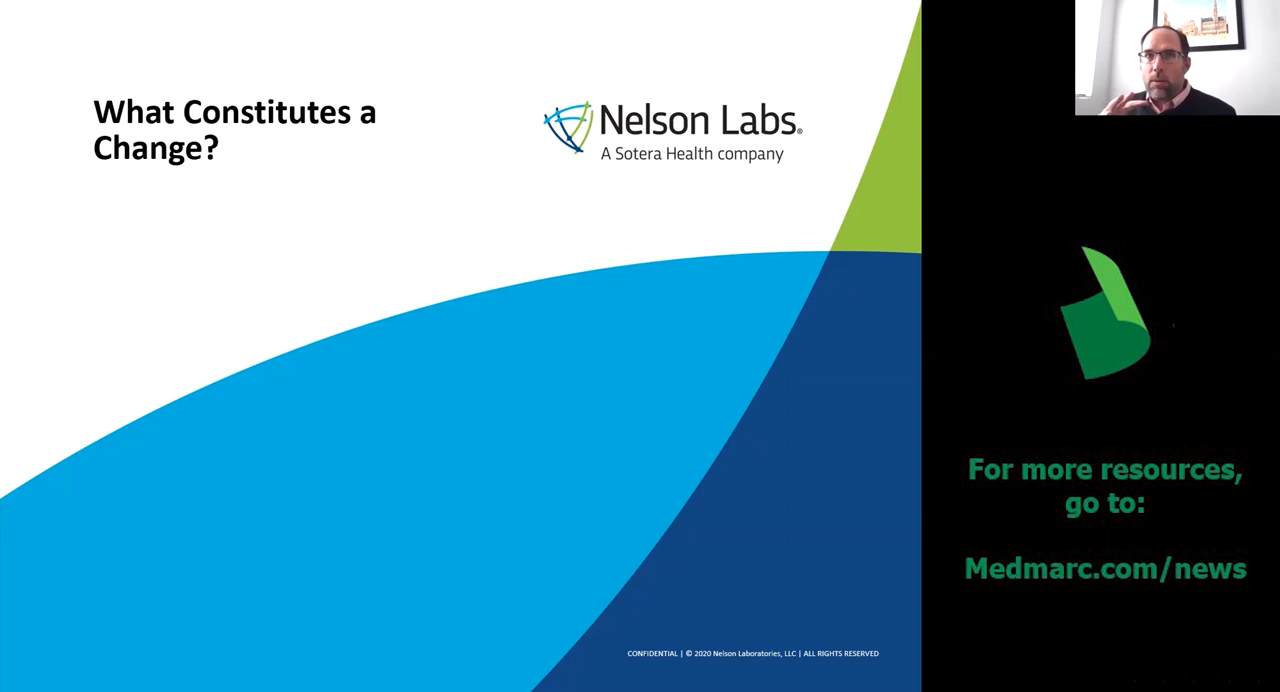 What Constitutes a
Change?
Nelson Labs®
A Sotera Health company
For more resources,
go to:
Medmarc.com/news
CONFIDENTIAL | © 2020 Nelson Laboratories, LLC | ALL RIGHTS RESERVED